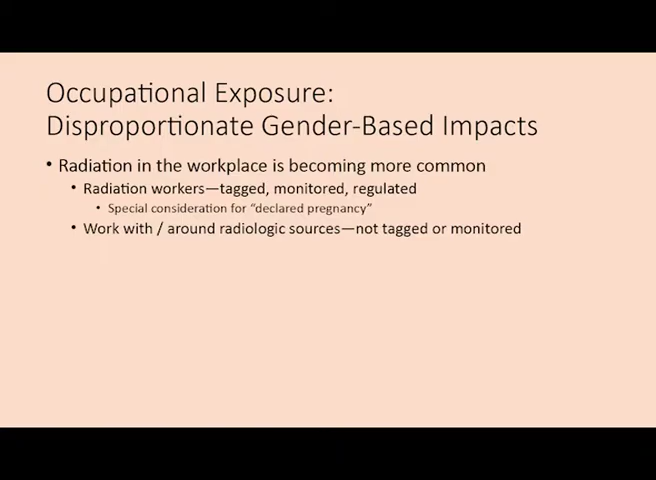 Occupational Exposure:
Disproportionate Gender-Based Impacts
• Radiation in the workplace is becoming more common
• Radiation workers—tagged, monitored, regulated
• Special consideration for “declared pregnancy”
• Work with / around radiologic sources—not tagged or monitored